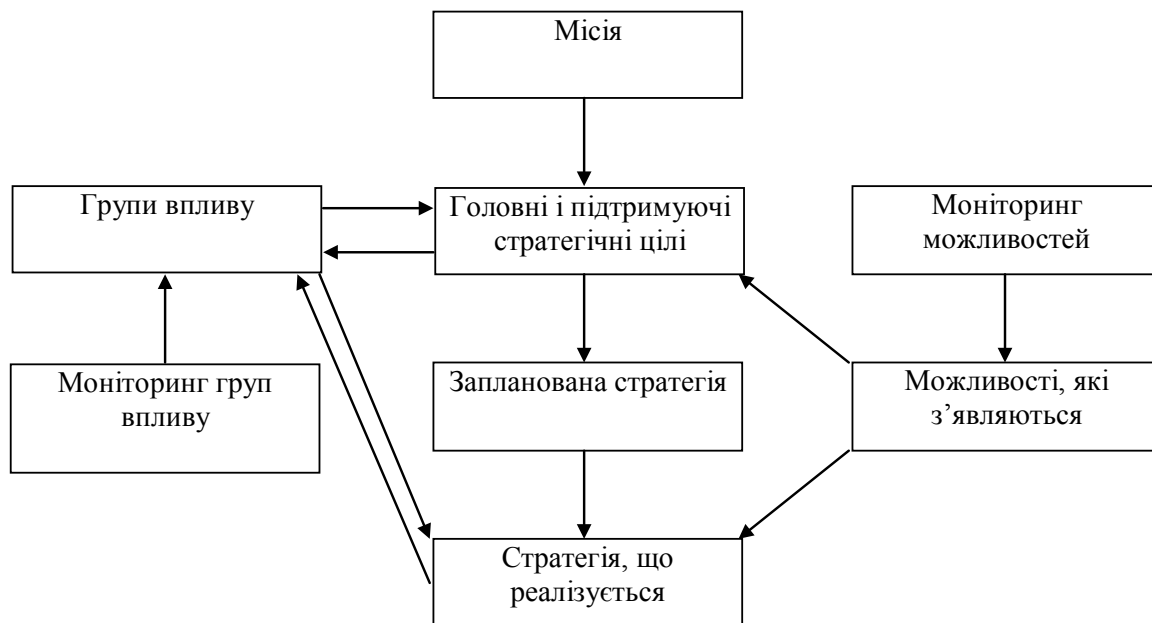 Місія
Групи впливу
Головні і підтримуючі
стратегічні цілі
Моніторинг
можливостей
Моніторинг груп
впливу
Запланована стратегія
Можливості, які
з’являються
Стратегія, що
реалізується